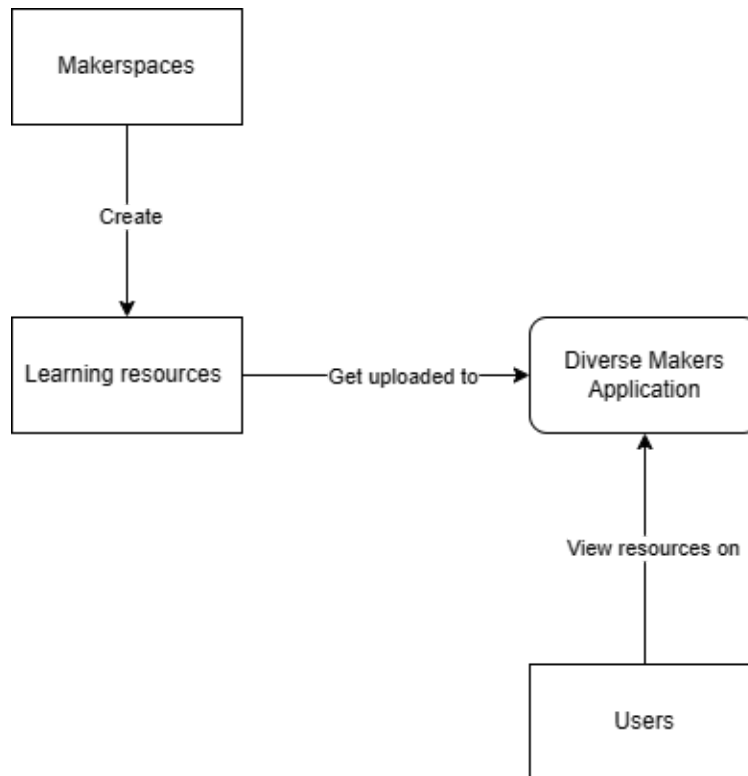 Makerspaces
Create
Learning resources
Get uploaded to
Diverse Makers
Application
View resources on
Users